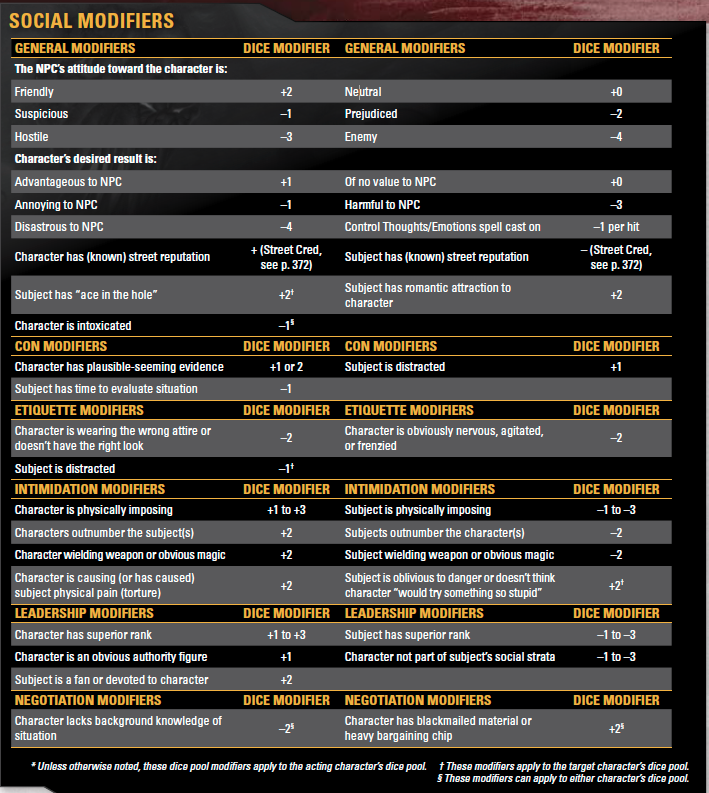 SOCIAL MODIFIERS
GENERAL MODIFIERS DICE MODIFIER GENERAL MODIFIERS DICE MODIFIER
The NPC's attitude toward the character is:
Friendly +2 Neutral +0
Suspicious –1 Prejudiced –2
Hostile –3 Enemy –4
Character's desired result is:
Advantageous to NPC +1 Of no value to NPC +0
Annoying to NPC –1 Harmful to NPC –3
Disastrous to NPC –4 Control Thoughts/Emotions spell cast on –1 per hit
Character has (known) street reputation + (Street Cred, see p. 372) Subject has (known) street reputation – (Street Cred, see p. 372)
Subject has "ace in the hole" +2† Subject has romantic attraction to character +2
Character is intoxicated –1§
CON MODIFIERS DICE MODIFIER CON MODIFIERS DICE MODIFIER
Character has plausible-seeming evidence +1 or 2 Subject is distracted +1
Subject has time to evaluate situation –1
ETIQUETTE MODIFIERS DICE MODIFIER ETIQUETTE MODIFIERS DICE MODIFIER
Character is wearing the wrong attire or doesn't have the right look –2 Character is obviously nervous, agitated, or frenzied –2
Subject is distracted –1†
INTIMIDATION MODIFIERS DICE MODIFIER INTIMIDATION MODIFIERS DICE MODIFIER
Character is physically imposing +1 to +3 Subject is physically imposing –1 to –3
Characters outnumber the subject(s) +2 Subjects outnumber the character(s) –2
Character wielding weapon or obvious magic +2 Subject wielding weapon or obvious magic –2
Character is causing (or has caused) subject physical pain (torture) +2 Subject is oblivious to danger or doesn't think character "would try something so stupid" +2†
LEADERSHIP MODIFIERS DICE MODIFIER LEADERSHIP MODIFIERS DICE MODIFIER
Character has superior rank +1 to +3 Subject has superior rank –1 to –3
Character is an obvious authority figure +1 Character not part of subject's social strata –1 to –3
Subject is a fan or devoted to character +2
NEGOTIATION MODIFIERS DICE MODIFIER NEGOTIATION MODIFIERS DICE MODIFIER
Character lacks background knowledge of situation –2§ Character has blackmailed material or heavy bargaining chip +2§
* Unless otherwise noted, these dice pool modifiers apply to the acting character's dice pool. † These modifiers apply to the target character's dice pool.
§ These modifiers can apply to either character's dice pool.